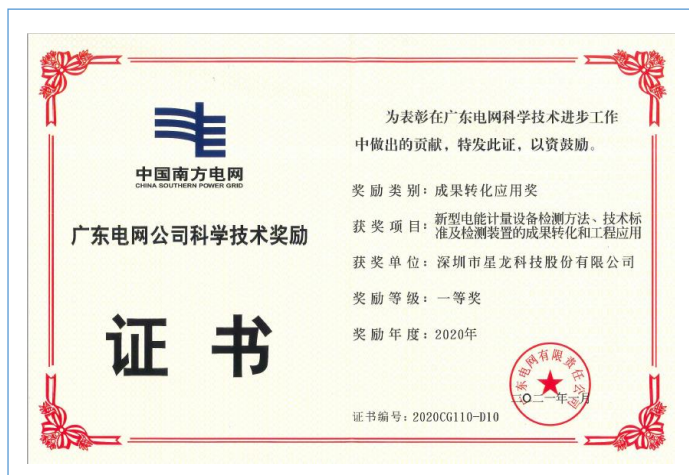 中国南方电网
CHINA SOUTHERN POWER GRID
广东电网公司科学技术奖励
证书
为表彰在广东电网科学技术进步工作
中做出的贡献，特发此证，以资鼓励。
奖励类别：成果转化应用奖
获奖项目：新型电能计量设备检测方法、技术标
准及检测装置的成果转化和工程应用
获奖单位：深圳市星龙科技股份有限公司
奖励等级：一等奖
奖励年度：2020年
广东电网有限责任公司
证书编号：2020CG110-D10